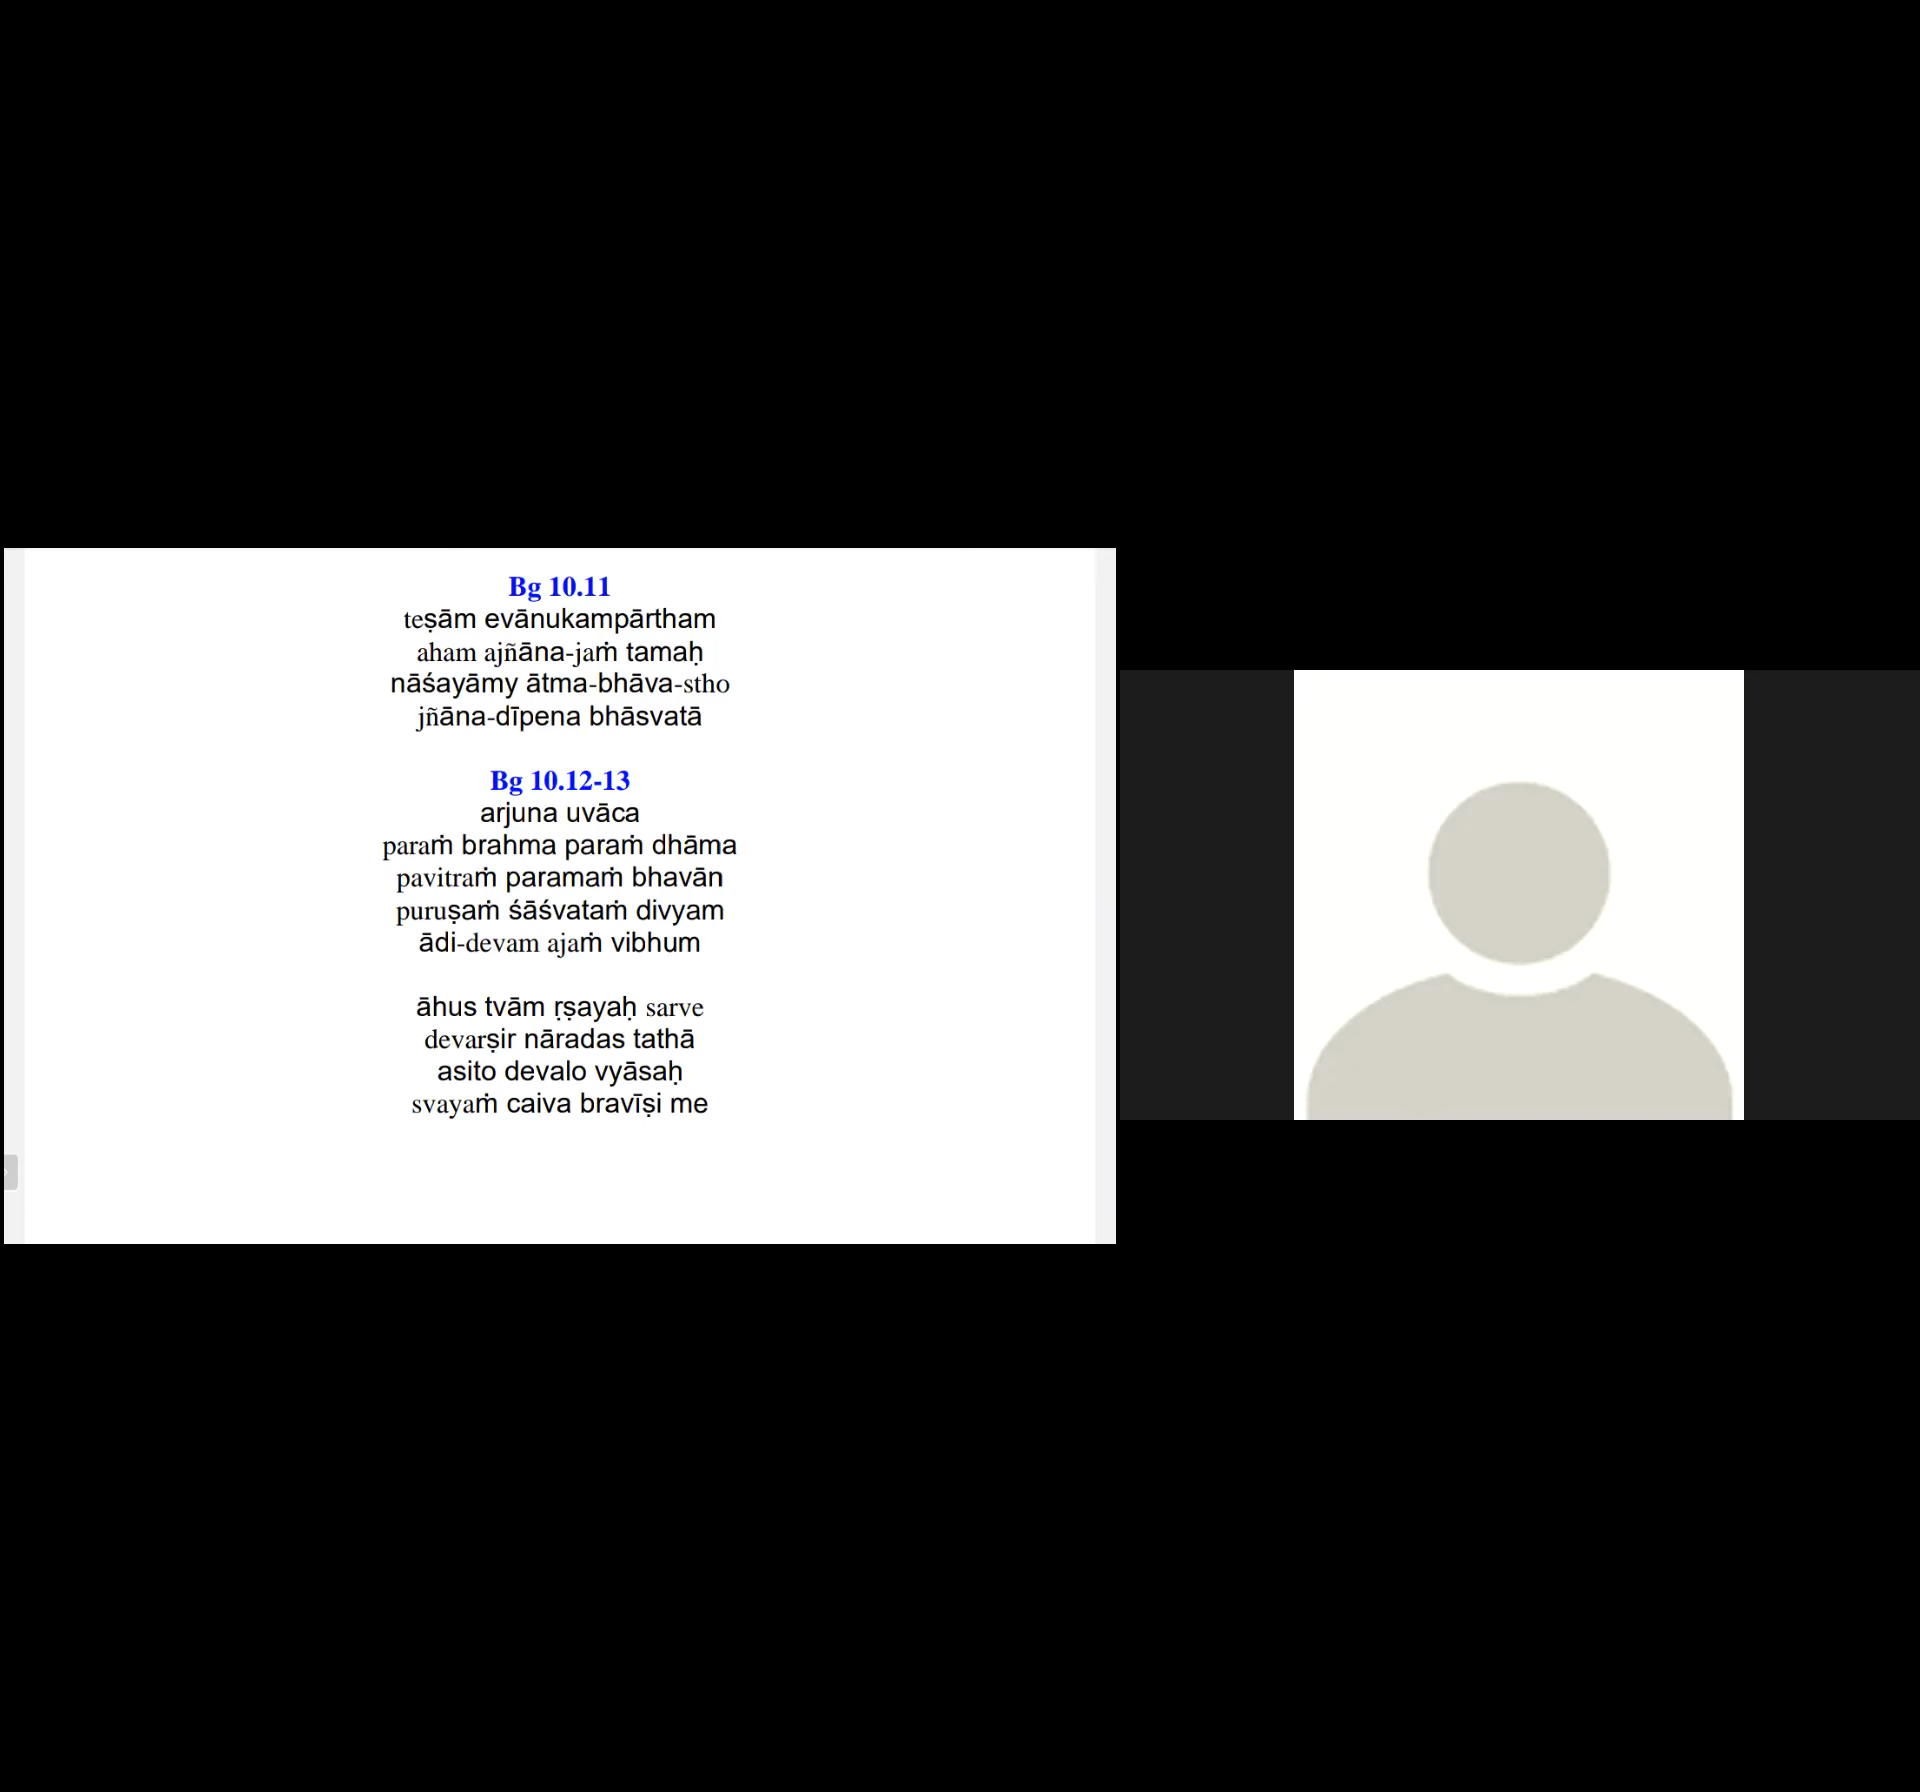 Bg 10.11
teṣām evānukampārtham
aham ajñāna-jaṁ tamaḥ
nāśayāmy ātma-bhāva-stho
jñāna-dīpena bhāsvatā
Bg 10.12-13
arjuna uvāca
paraṁ brahma paraṁ dhāma
pavitraṁ paramaṁ bhavān
puruṣaṁ śāśvataṁ divyam
ādi-devam ajaṁ vibhum
āhus tvām ṛṣayaḥ sarve
devarṣir nāradas tathā
asito devalo vyāsaḥ
svayaṁ caiva bravīṣi me